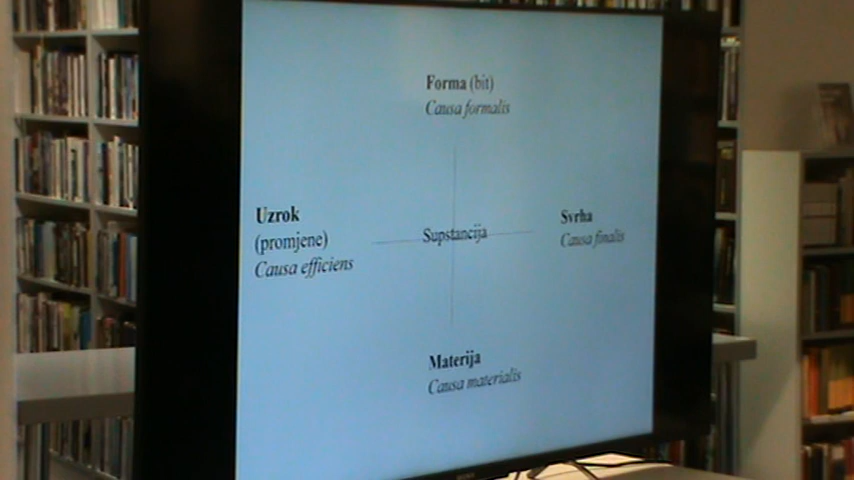 Forma (bit)
Causa formalis
Uzrok
(promjene)
Causa efficiens
Supstancija
Svrha
Causa finalis
Materija
Causa materialis